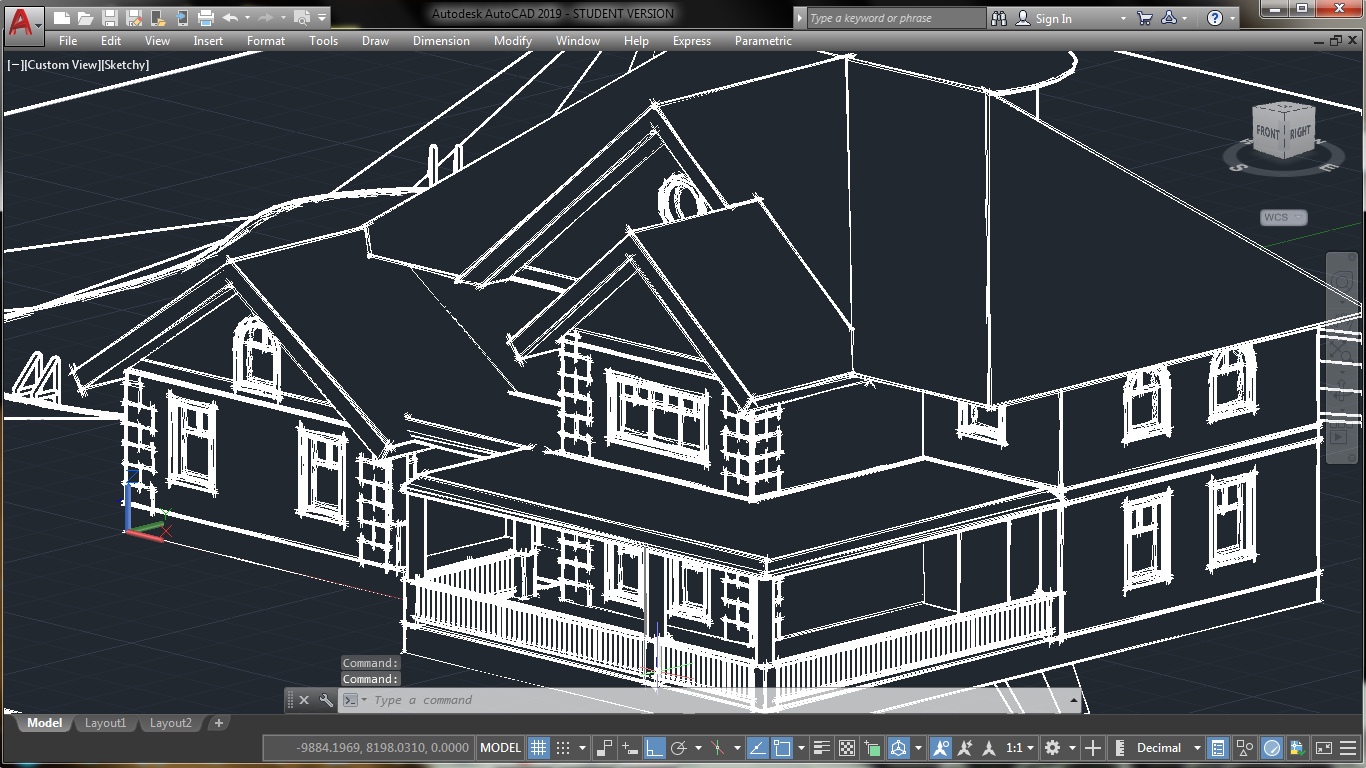 Autodesk AutoCAD 2019 - STUDENT VERSION
Type a keyword or phrase
Sign In
File Edit View Insert Format Tools Draw Dimension Modify Window Help Express Parametric
[−][Custom View][Sketchy]
FRONT RIGHT
S E
WCS
Command:
Command:
Type a command
Model Layout1 Layout2 +
-9884.1969, 8198.0310, 0.0000 MODEL 1:1 Decimal